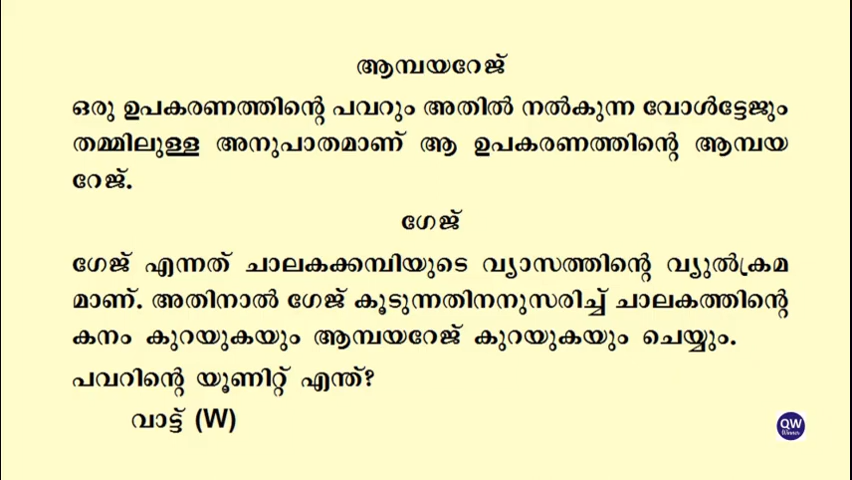 ആമ്പയറേജ്
ഒരു ഉപകരണത്തിന്റെ പവറും അതിൽ നൽകുന്ന വോൾട്ടേജും
തമ്മിലുള്ള അനുപാതമാണ് ആ ഉപകരണത്തിന്റെ ആമ്പയ
റേജ്.
ഗേജ്
ഗേജ് എന്നത് ചാലകക്കമ്പിയുടെ വ്യാസത്തിന്റെ വ്യുൽക്രമ
മാണ്. അതിനാൽ ഗേജ് കൂടുന്നതിനനുസരിച്ച് ചാലകത്തിന്റെ
കനം കുറയുകയും ആമ്പയറേജ് കുറയുകയും ചെയ്യും.
പവറിന്റെ യൂണിറ്റ് എന്ത്?
വാട്ട് (W)
QW
Winner